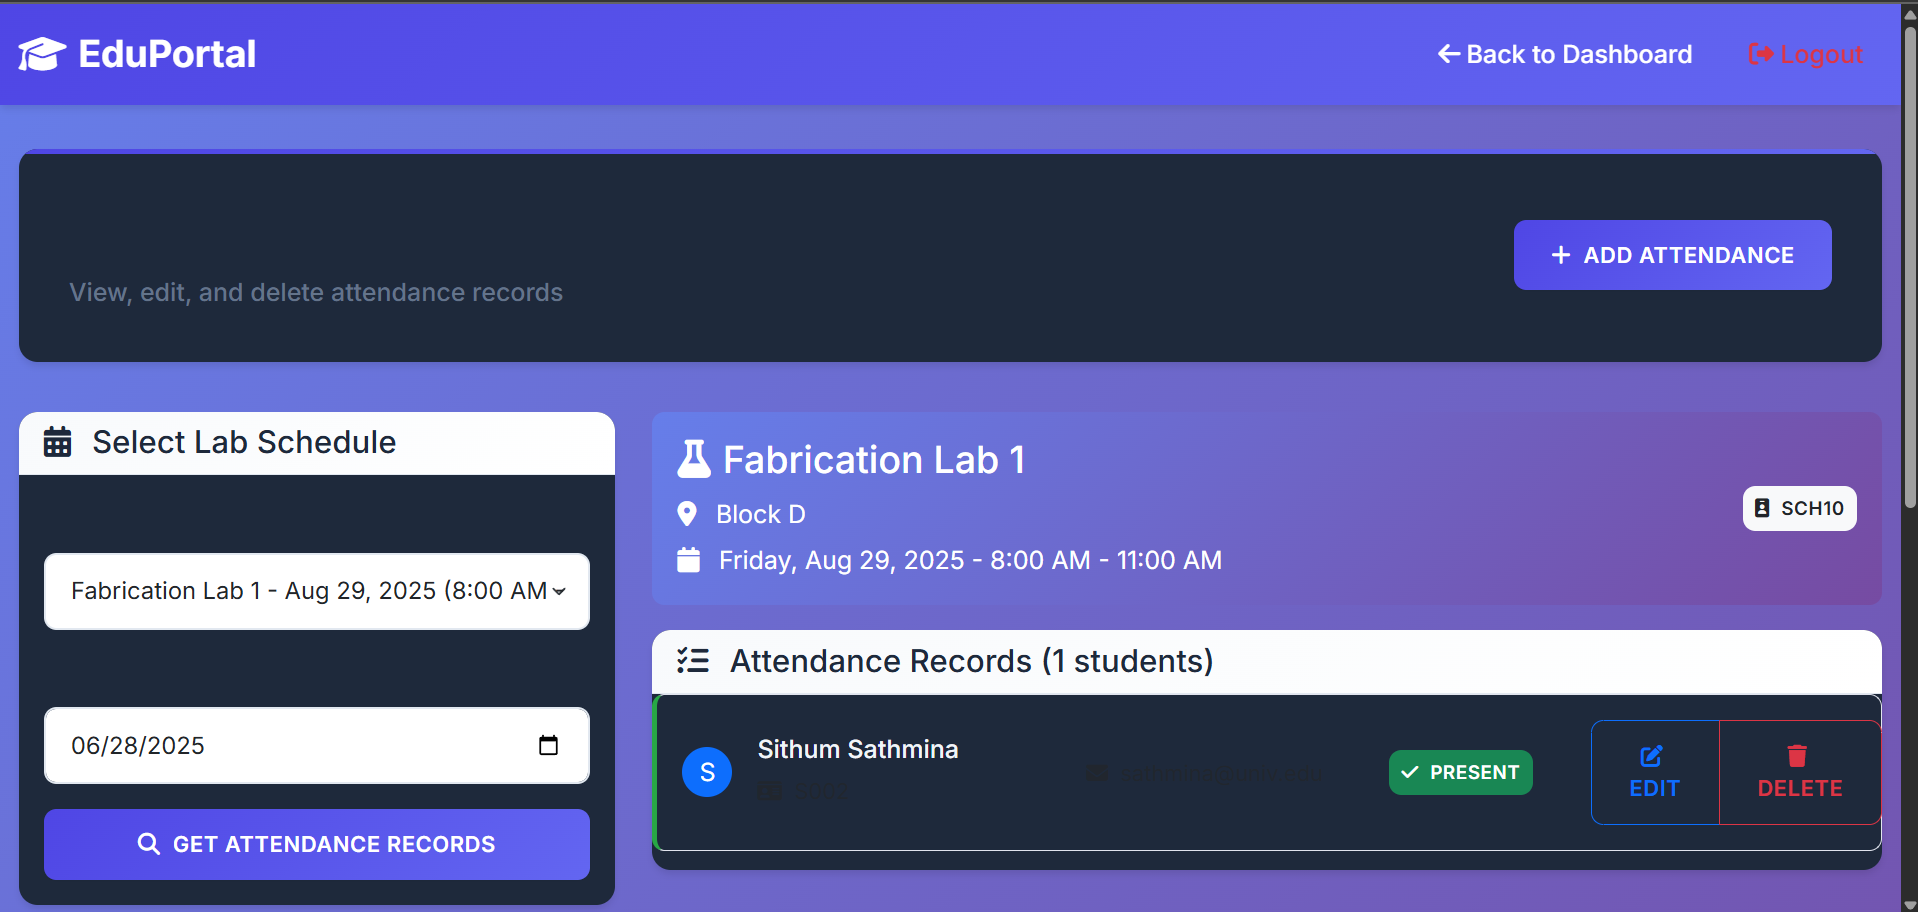 EduPortal
Back to Dashboard
Logout
View, edit, and delete attendance records
ADD ATTENDANCE
Select Lab Schedule
Fabrication Lab 1 - Aug 29, 2025 (8:00 AM
06/28/2025
GET ATTENDANCE RECORDS
Fabrication Lab 1
Block D
Friday, Aug 29, 2025 - 8:00 AM - 11:00 AM
SCH10
Attendance Records (1 students)
S
Sithum Sathmina
PRESENT
EDIT
DELETE